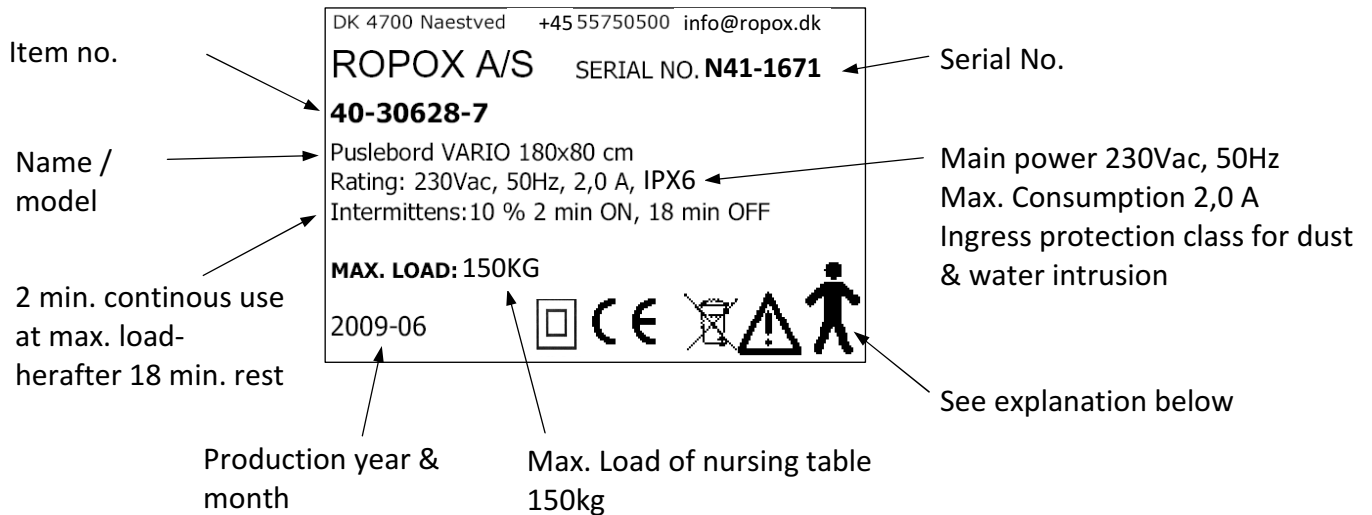 DK 4700 Naestved +45 55750500 info@ropox.dk
Item no.
ROPOX A/S SERIAL NO. N41-1671
Serial No.
40-30628-7
Name /
model
Puslebord VARIO 180x80 cm
Rating: 230Vac, 50Hz, 2,0 A, IPX6
Intermittens:10 % 2 min ON, 18 min OFF
Main power 230Vac, 50Hz
Max. Consumption 2,0 A
Ingress protection class for dust
& water intrusion
MAX. LOAD: 150KG
2 min. continous use
at max. load-
herafter 18 min. rest
2009-06
CE
See explanation below
Production year &
month
Max. Load of nursing table
150kg